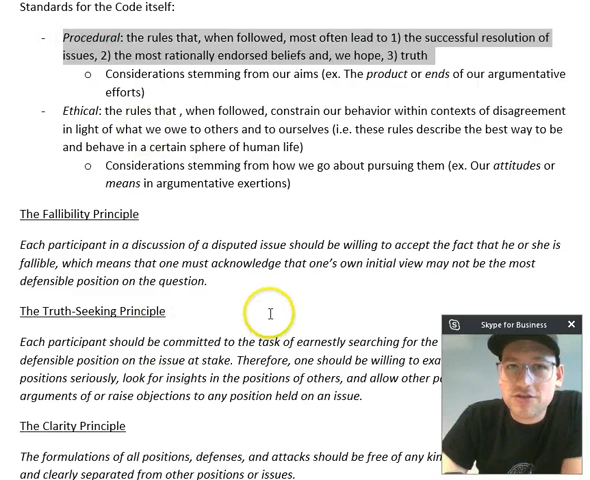 Standards for the Code itself:
- Procedural: the rules that, when followed, most often lead to 1) the successful resolution of
issues, 2) the most rationally endorsed beliefs and, we hope, 3) truth
o Considerations stemming from our aims (ex. The product or ends of our argumentative
efforts)
- Ethical: the rules that , when followed, constrain our behavior within contexts of disagreement
in light of what we owe to others and to ourselves (i.e. these rules describe the best way to be
and behave in a certain sphere of human life)
o Considerations stemming from how we go about pursuing them (ex. Our attitudes or
means in argumentative exertions)
The Fallibility Principle
Each participant in a discussion of a disputed issue should be willing to accept the fact that he or she is
fallible, which means that one must acknowledge that one's own initial view may not be the most
defensible position on the question.
The Truth-Seeking Principle
Skype for Business
Each participant should be committed to the task of earnestly searching for the
defensible position on the issue at stake. Therefore, one should be willing to exa
positions seriously, look for insights in the positions of others, and allow other p
arguments of or raise objections to any position held on an issue.
The Clarity Principle
The formulations of all positions, defenses, and attacks should be free of any kin
and clearly separated from other positions or issues.